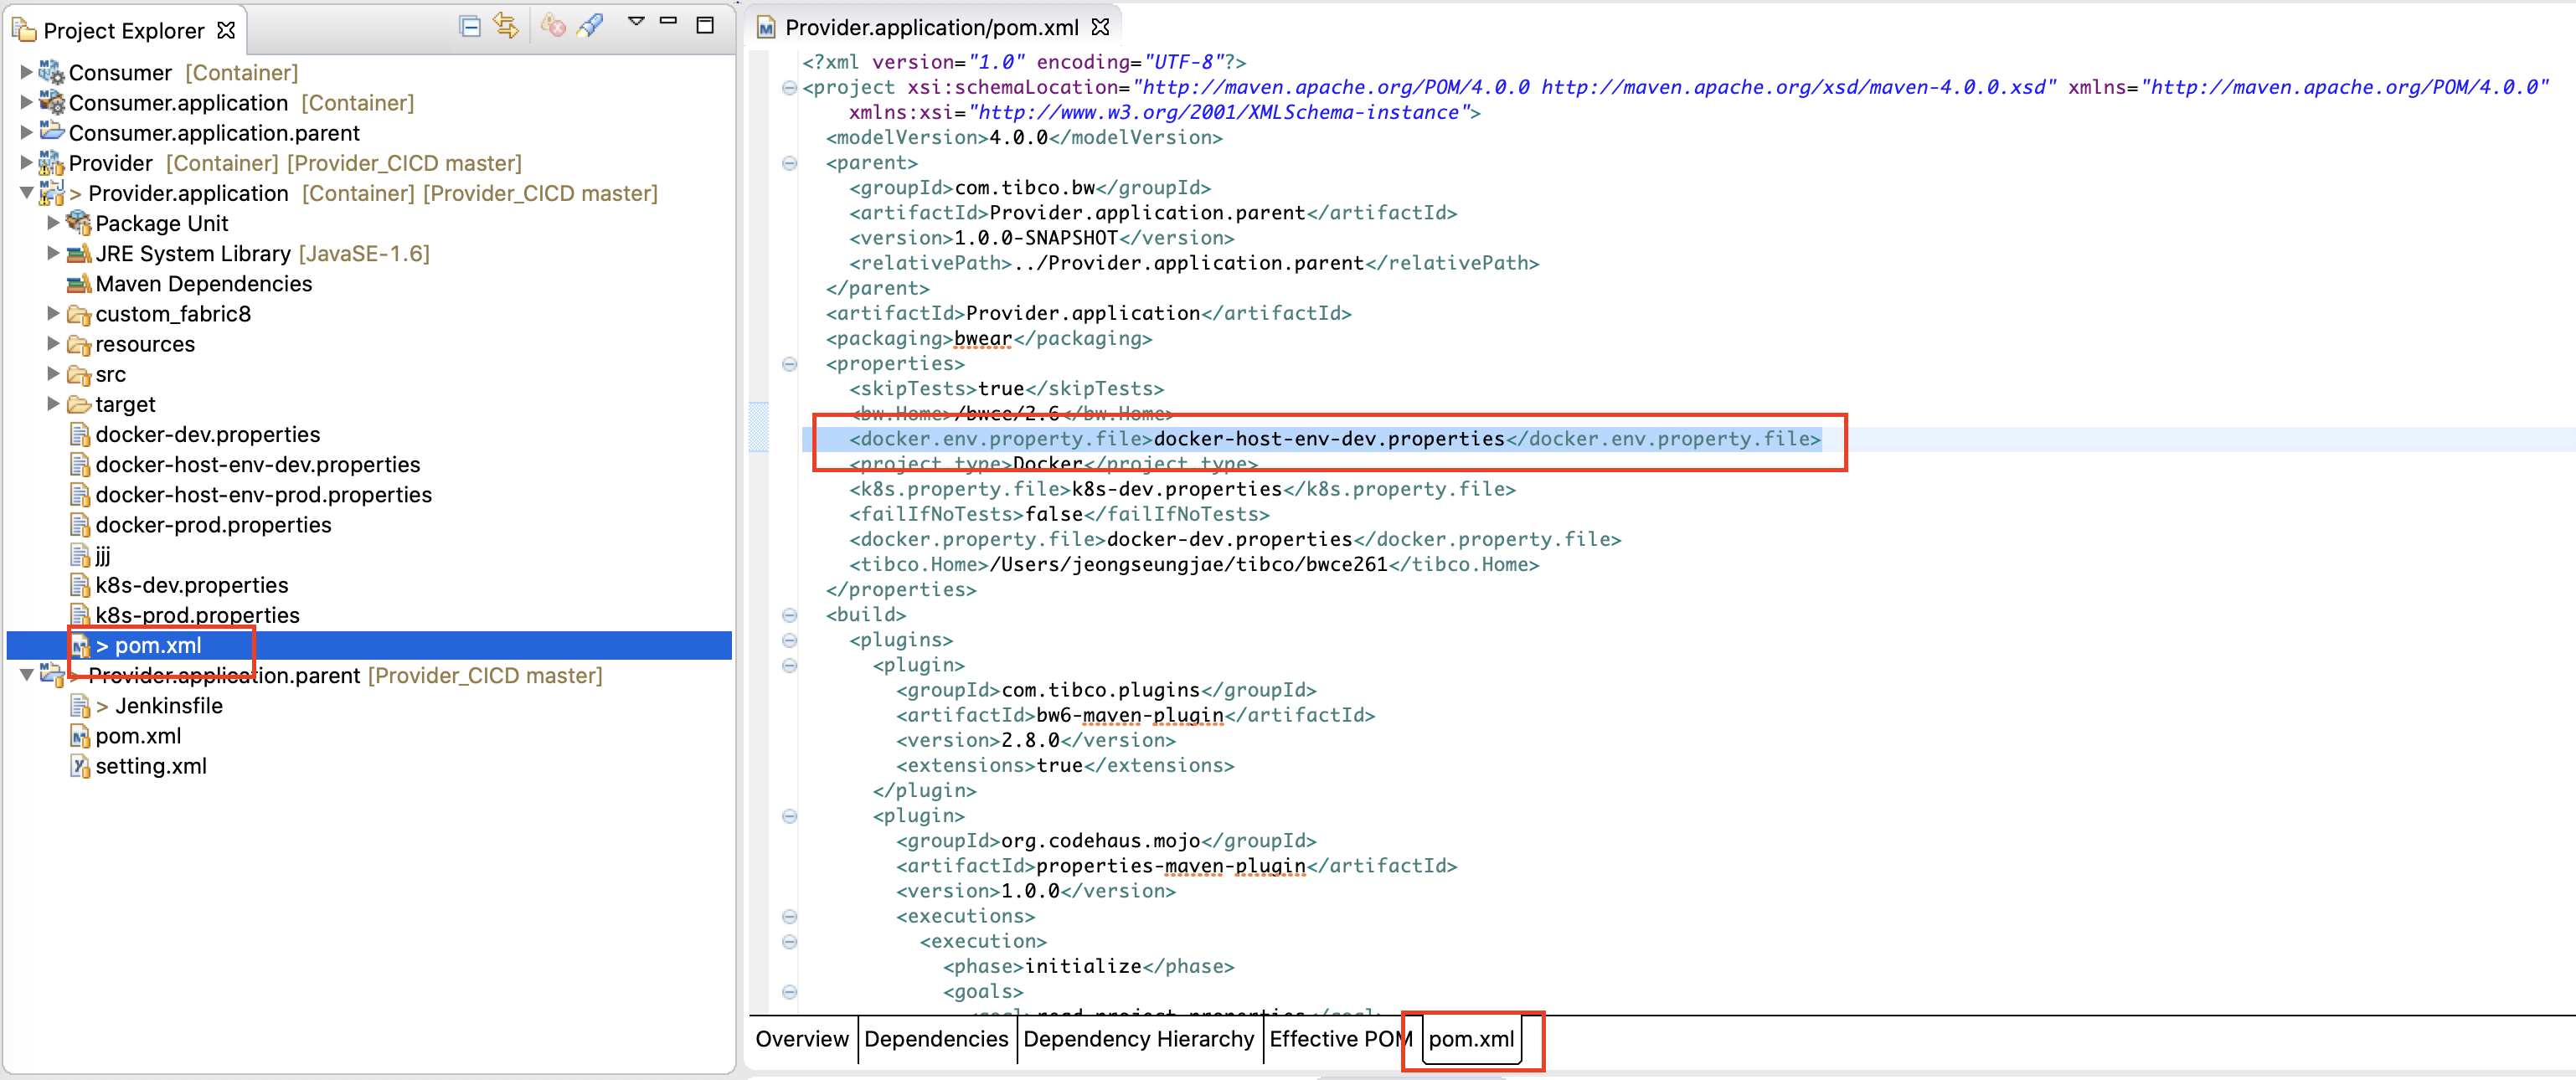 Project Explorer
Consumer [Container]
Consumer.application [Container]
Consumer.application.parent
Provider [Container] [Provider_CICD master]
> Provider.application [Container] [Provider_CICD master]
Package Unit
JRE System Library [JavaSE-1.6]
Maven Dependencies
custom_fabric8
resources
src
target
docker-dev.properties
docker-host-env-dev.properties
docker-host-env-prod.properties
docker-prod.properties
jjj
k8s-dev.properties
k8s-prod.properties
> pom.xml
> Provider.application.parent [Provider_CICD master]
> Jenkinsfile
pom.xml
setting.xml
Provider.application/pom.xml
<?xml version="1.0" encoding="UTF-8"?>
<project xsi:schemaLocation="http://maven.apache.org/POM/4.0.0 http://maven.apache.org/xsd/maven-4.0.0.xsd" xmlns="http://maven.apache.org/POM/4.0.0"
xmlns:xsi="http://www.w3.org/2001/XMLSchema-instance">
<modelVersion>4.0.0</modelVersion>
<parent>
<groupId>com.tibco.bw</groupId>
<artifactId>Provider.application.parent</artifactId>
<version>1.0.0-SNAPSHOT</version>
<relativePath>../Provider.application.parent</relativePath>
</parent>
<artifactId>Provider.application</artifactId>
<packaging>bwear</packaging>
<properties>
<skipTests>true</skipTests>
<bw.Home>/bwce/2.6</bw.Home>
<docker.env.property.file>docker-host-env-dev.properties</docker.env.property.file>
<project.type>Docker</project.type>
<k8s.property.file>k8s-dev.properties</k8s.property.file>
<failIfNoTests>false</failIfNoTests>
<docker.property.file>docker-dev.properties</docker.property.file>
<tibco.Home>/Users/jeongseungjae/tibco/bwce261</tibco.Home>
</properties>
<build>
<plugins>
<plugin>
<groupId>com.tibco.plugins</groupId>
<artifactId>bw6-maven-plugin</artifactId>
<version>2.8.0</version>
<extensions>true</extensions>
</plugin>
<plugin>
<groupId>org.codehaus.mojo</groupId>
<artifactId>properties-maven-plugin</artifactId>
<version>1.0.0</version>
<executions>
<execution>
<phase>initialize</phase>
<goals>
<goal>read-project-properties</goal>
Overview Dependencies Dependency Hierarchy Effective POM pom.xml